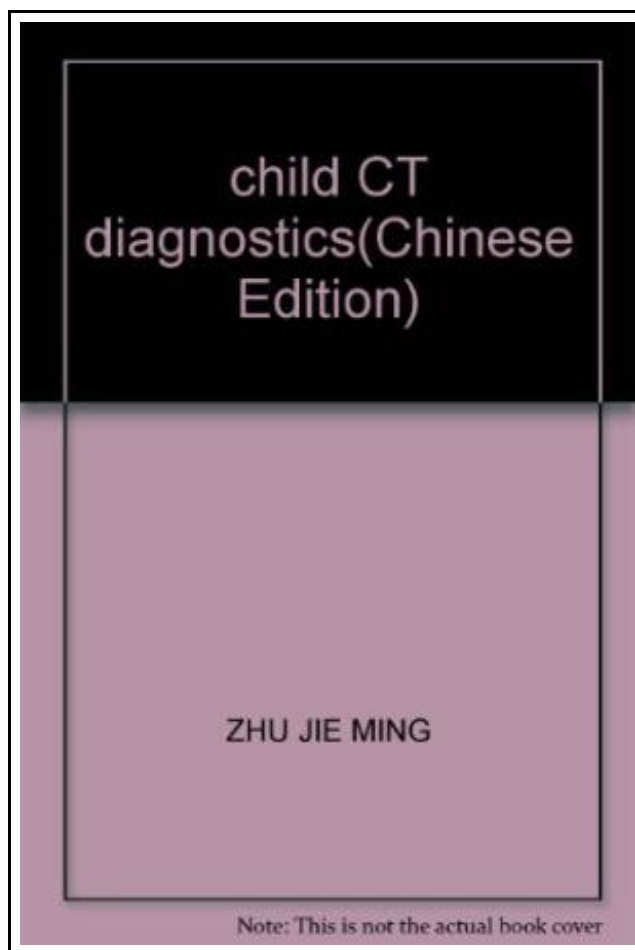 child CT
diagnostics(Chinese
Edition)
ZHU JIE MING
Note: This is not the actual book cover